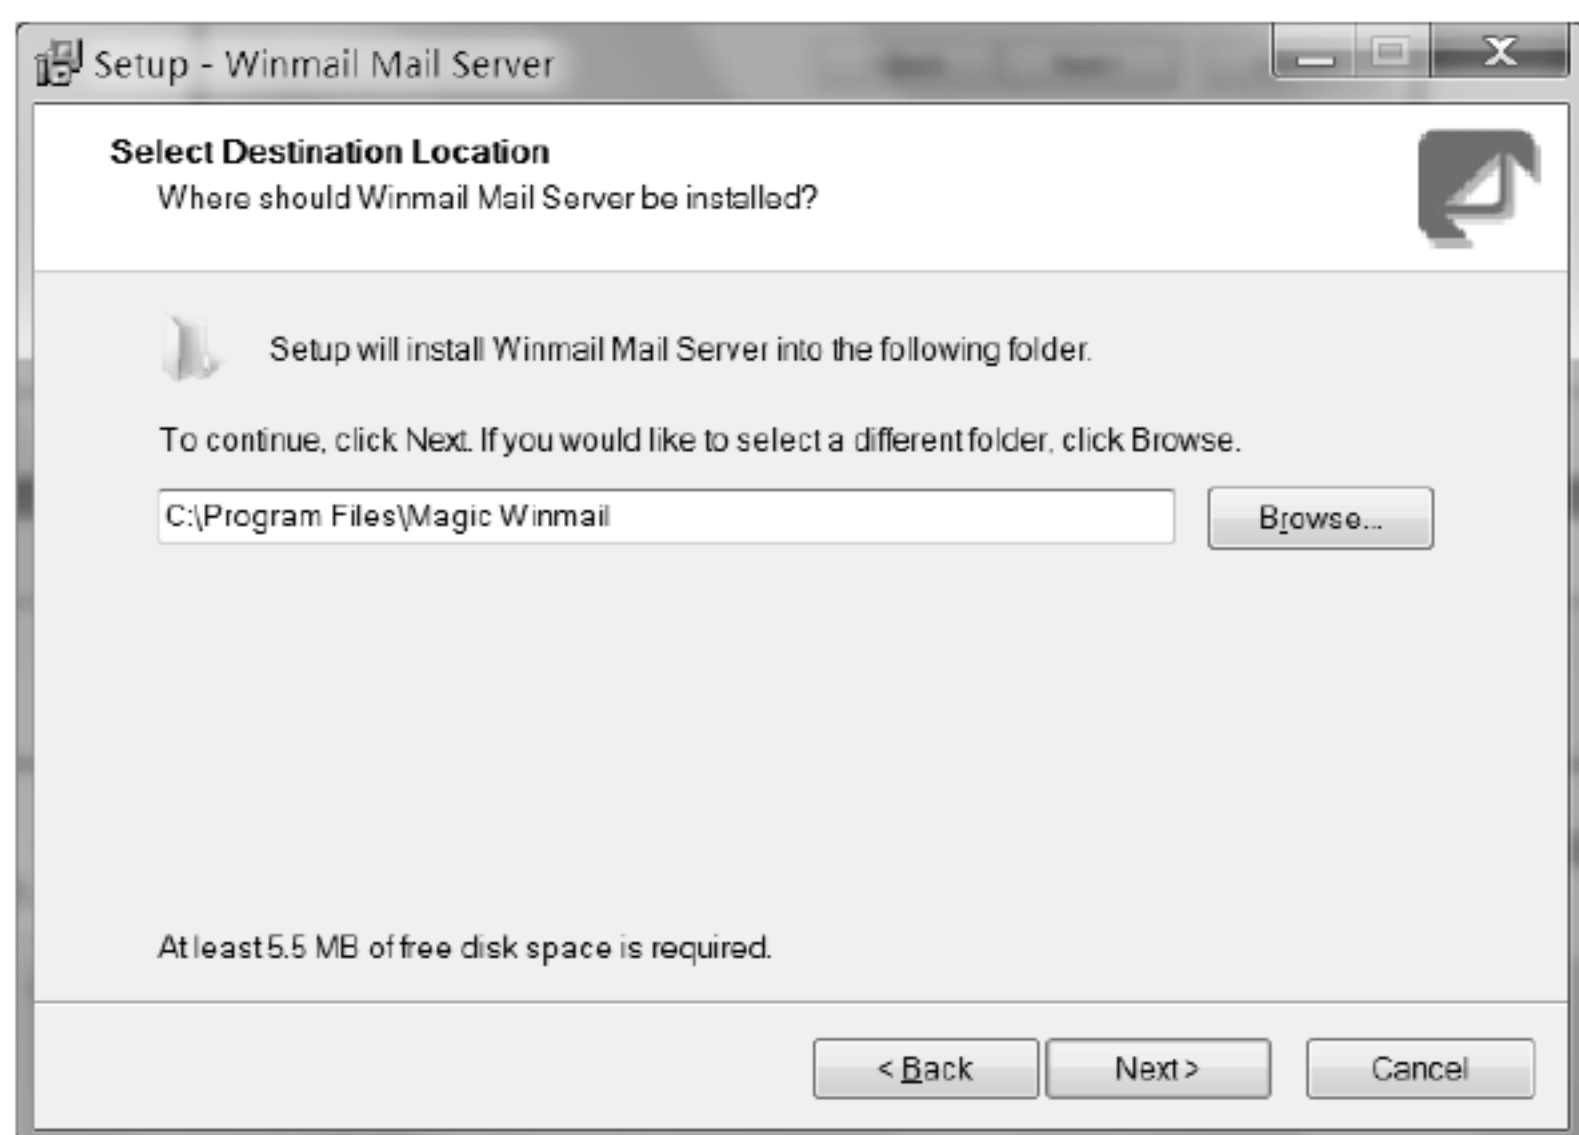 Setup - Winmail Mail Server
Select Destination Location
Where should Winmail Mail Server be installed?
Setup will install Winmail Mail Server into the following folder.
To continue, click Next. If you would like to select a different folder, click Browse.
C:\Program Files\Magic Winmail
Browse...
At least 5.5 MB of free disk space is required.
< Back
Next >
Cancel